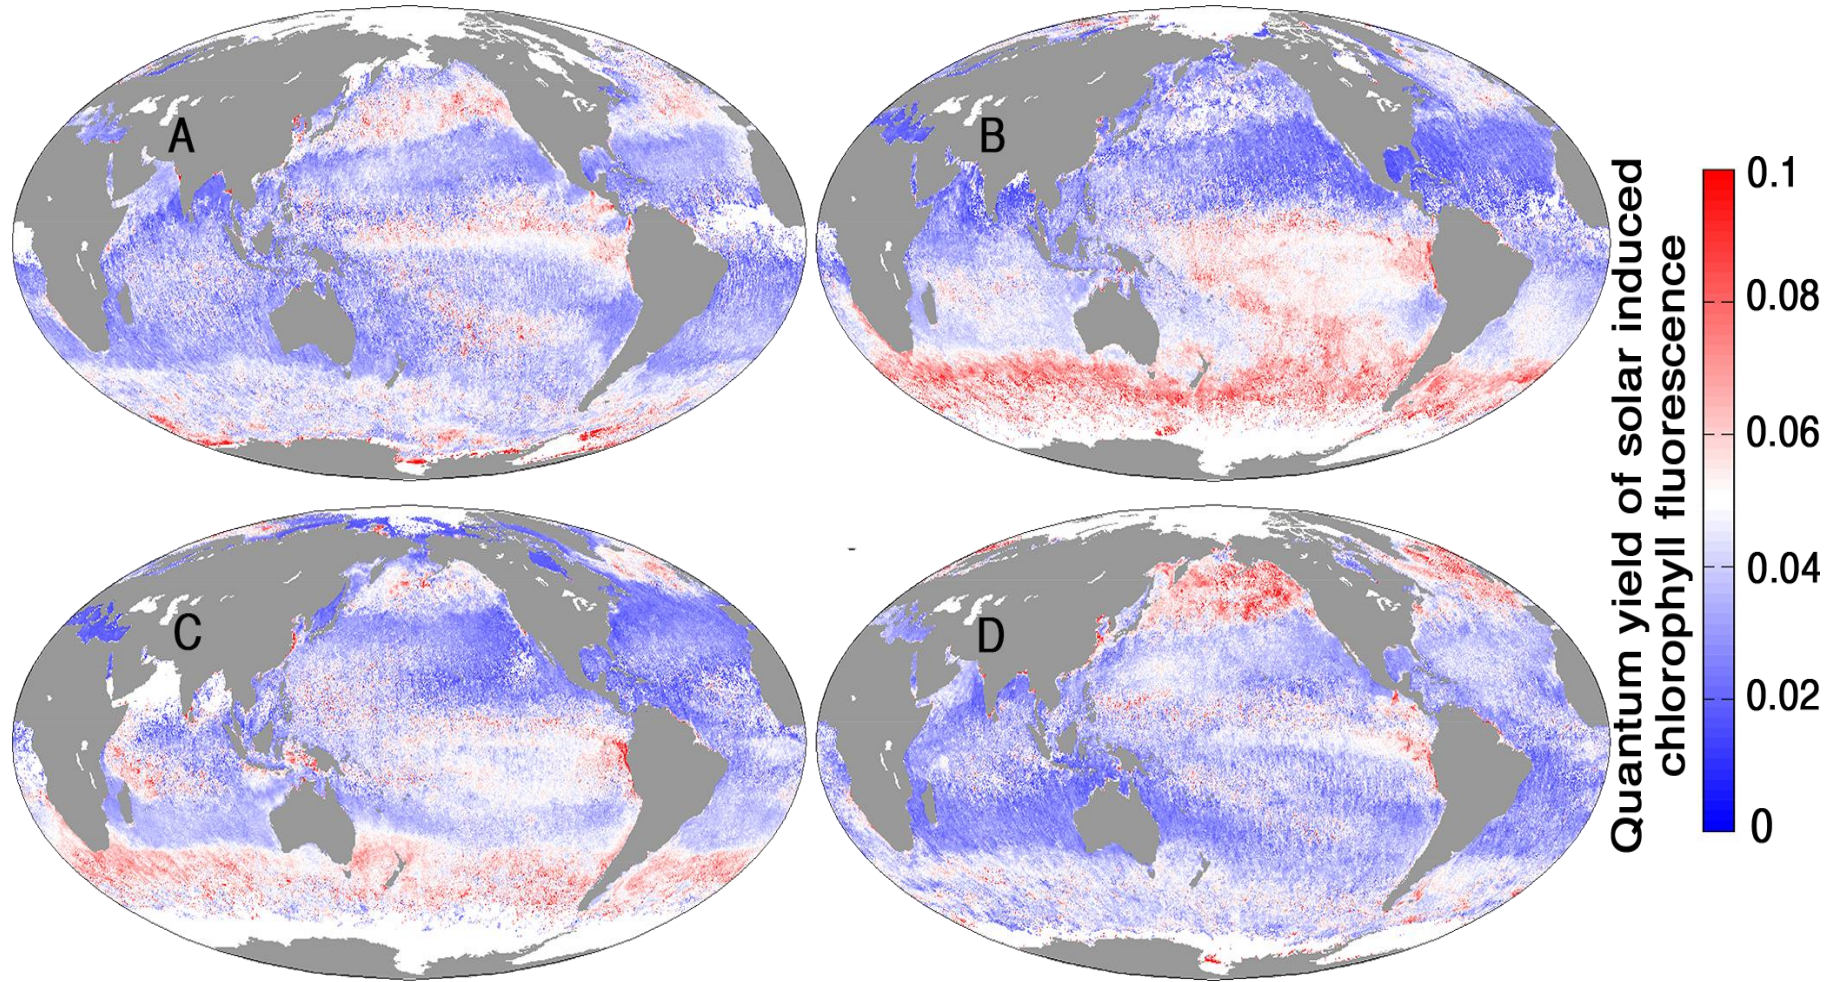 A
B
C
D
Quantum yield of solar induced
chlorophyll fluorescence
0.1
0.08
0.06
0.04
0.02
0